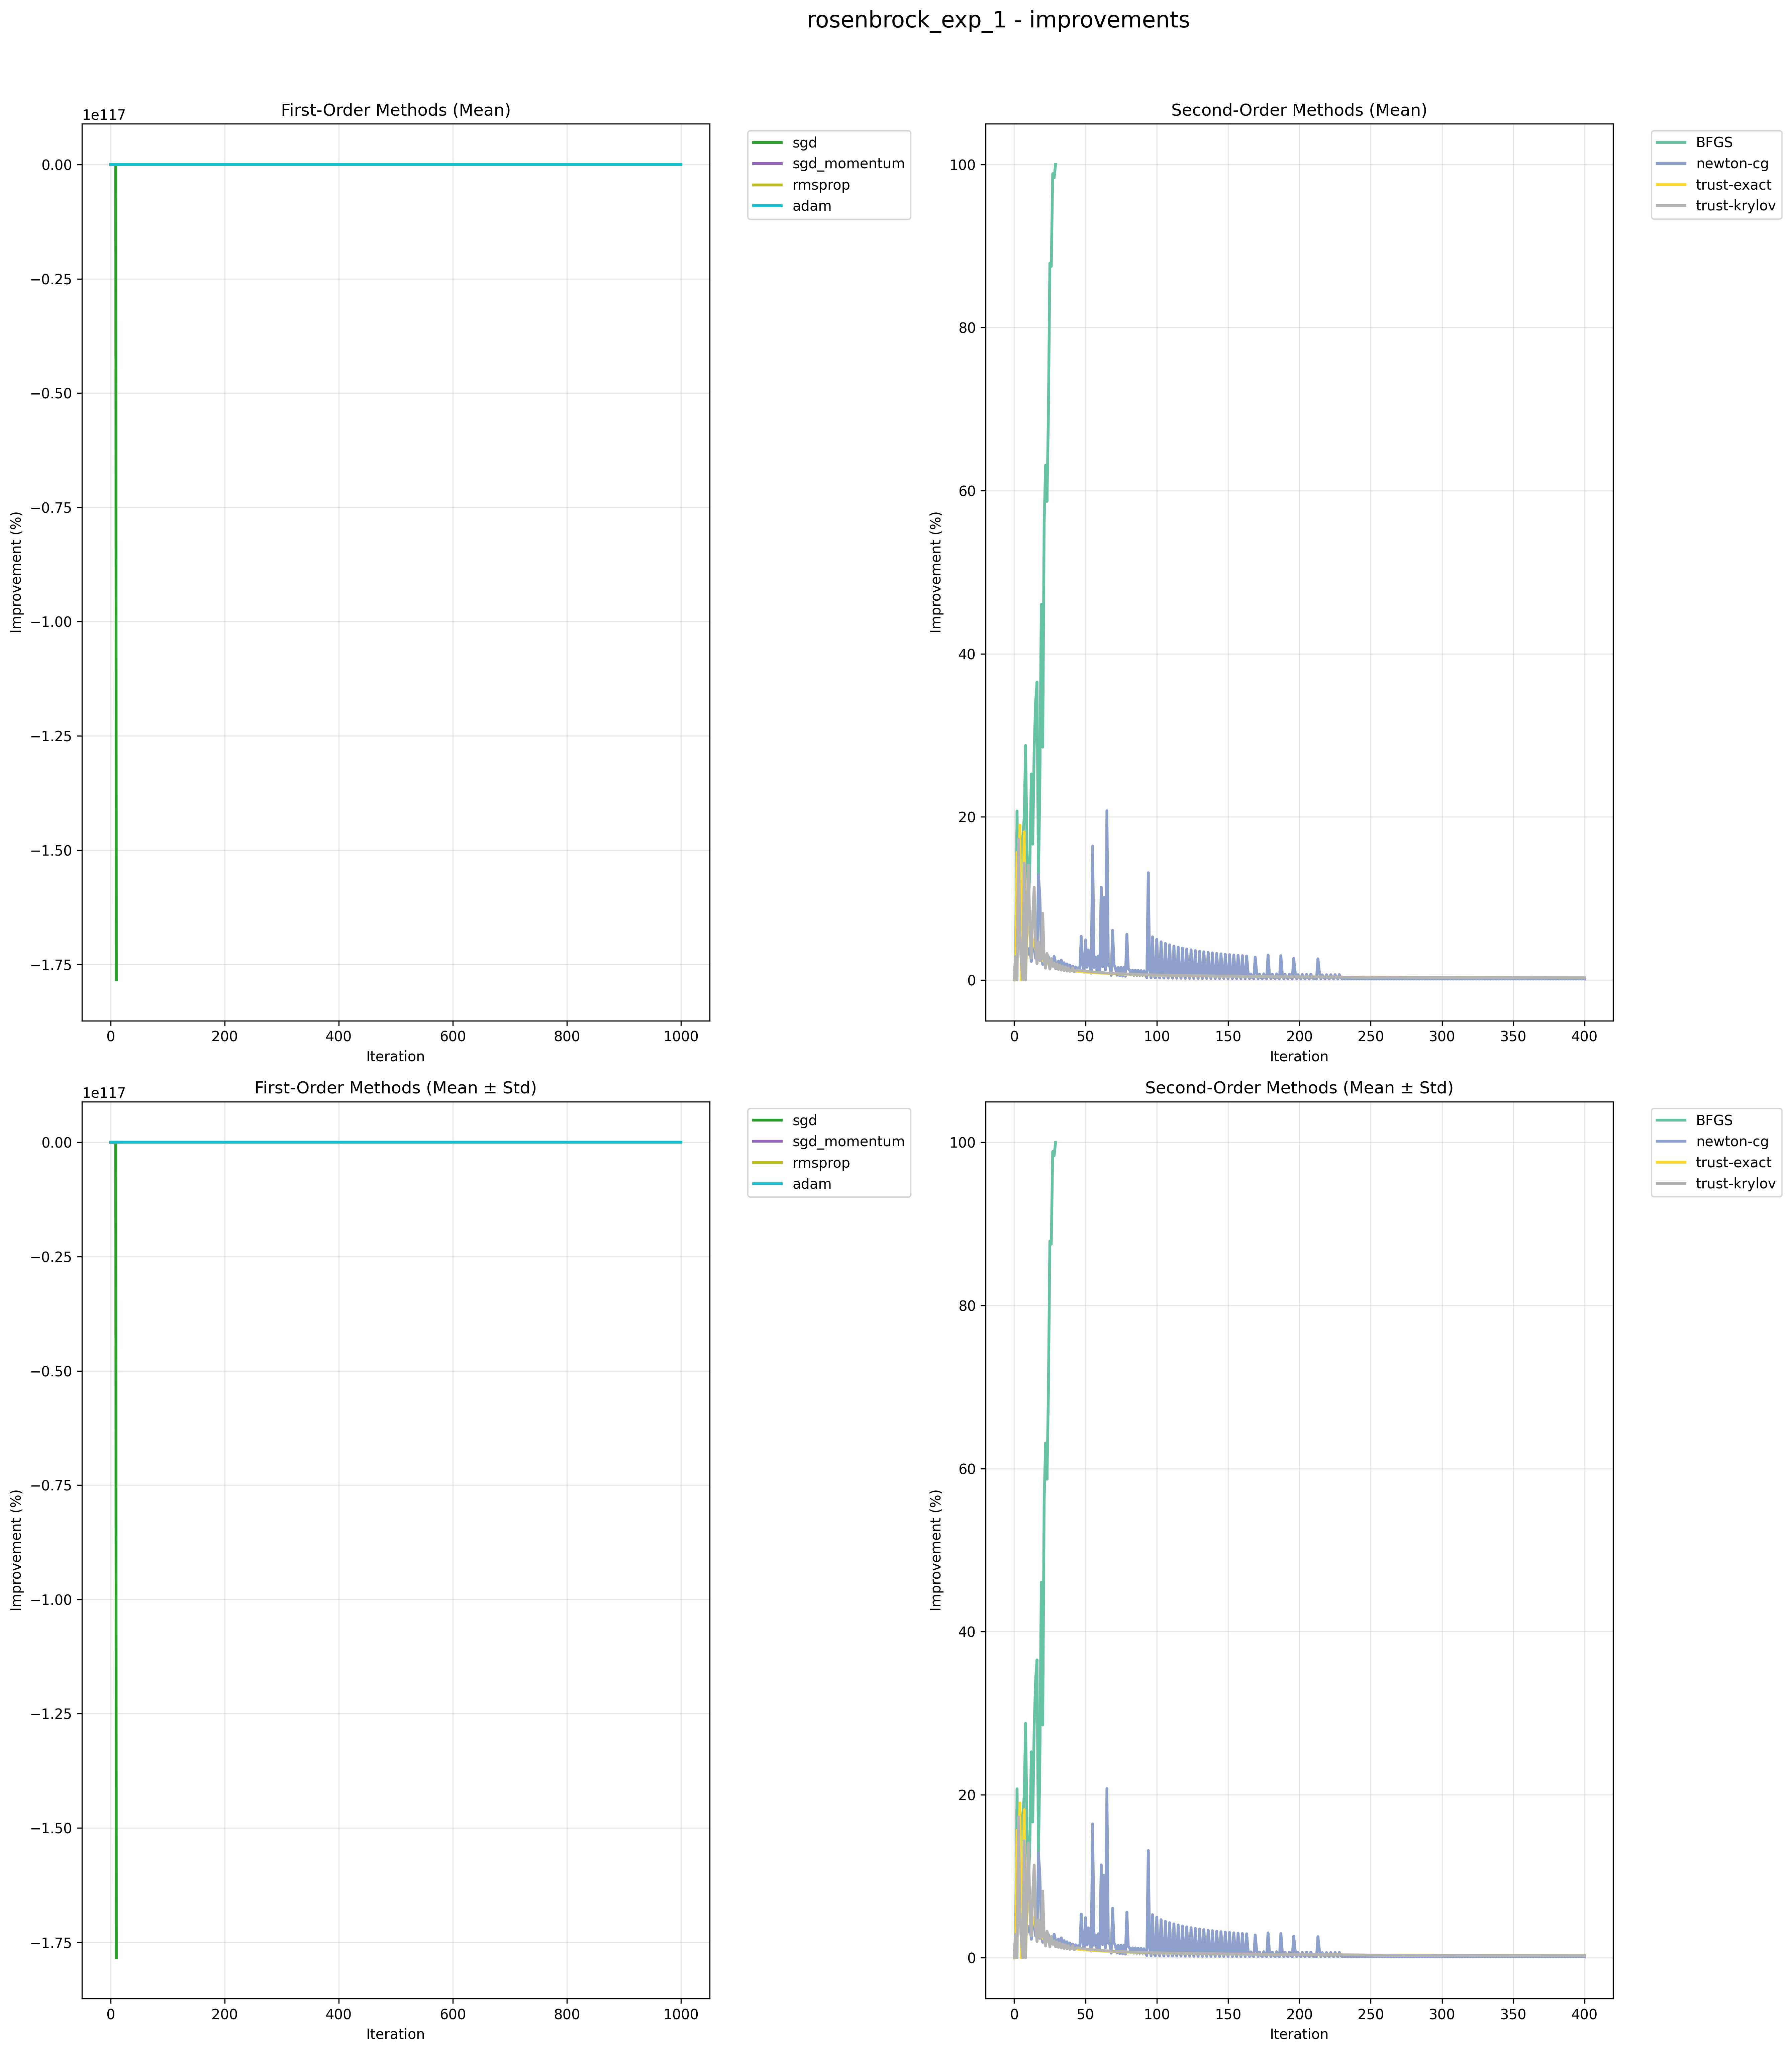 rosenbrock_exp_1 - improvements
First-Order Methods (Mean)
1e117
0.00
−0.25
−0.50
−0.75
−1.00
−1.25
−1.50
−1.75
Improvement (%)
0 200 400 600 800 1000
Iteration
sgd
sgd_momentum
rmsprop
adam
Second-Order Methods (Mean)
100
80
60
40
20
0
Improvement (%)
0 50 100 150 200 250 300 350 400
Iteration
BFGS
newton-cg
trust-exact
trust-krylov
First-Order Methods (Mean ± Std)
1e117
0.00
−0.25
−0.50
−0.75
−1.00
−1.25
−1.50
−1.75
Improvement (%)
0 200 400 600 800 1000
Iteration
sgd
sgd_momentum
rmsprop
adam
Second-Order Methods (Mean ± Std)
100
80
60
40
20
0
Improvement (%)
0 50 100 150 200 250 300 350 400
Iteration
BFGS
newton-cg
trust-exact
trust-krylov